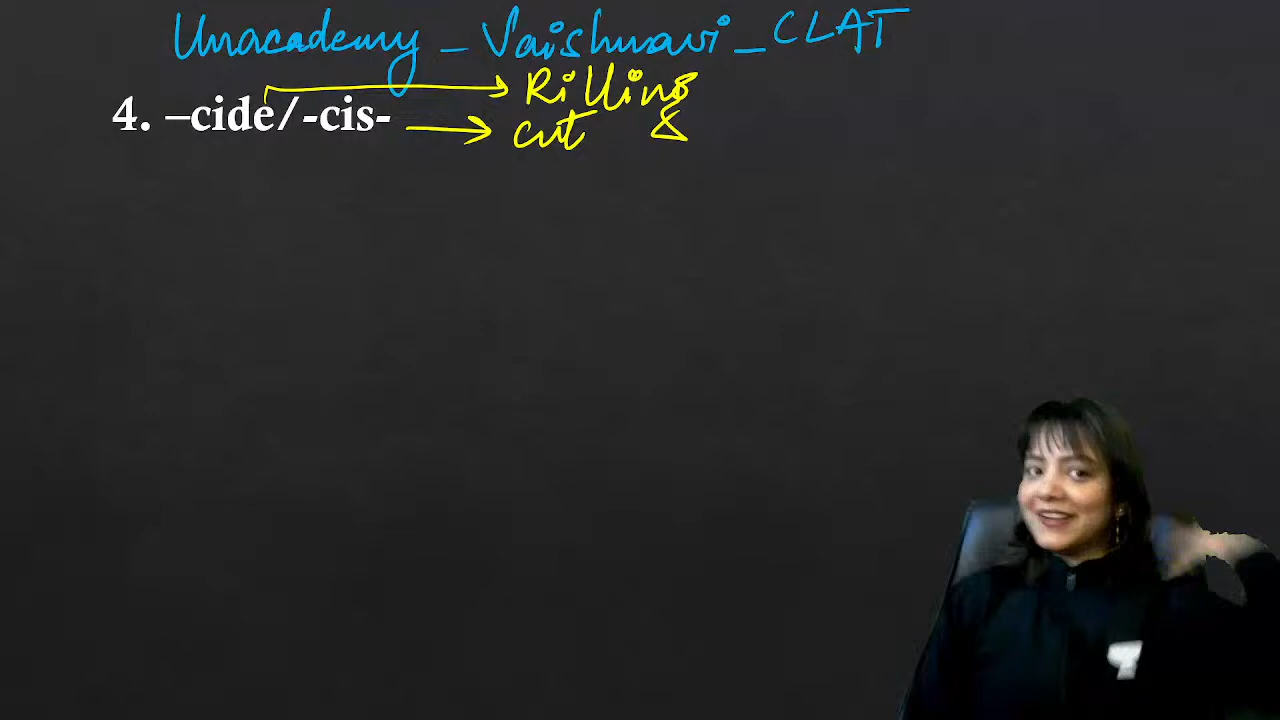 Unacademy _ Vaishnavi _ CLAT
4. –cide/-cis- → Killing
→ cut